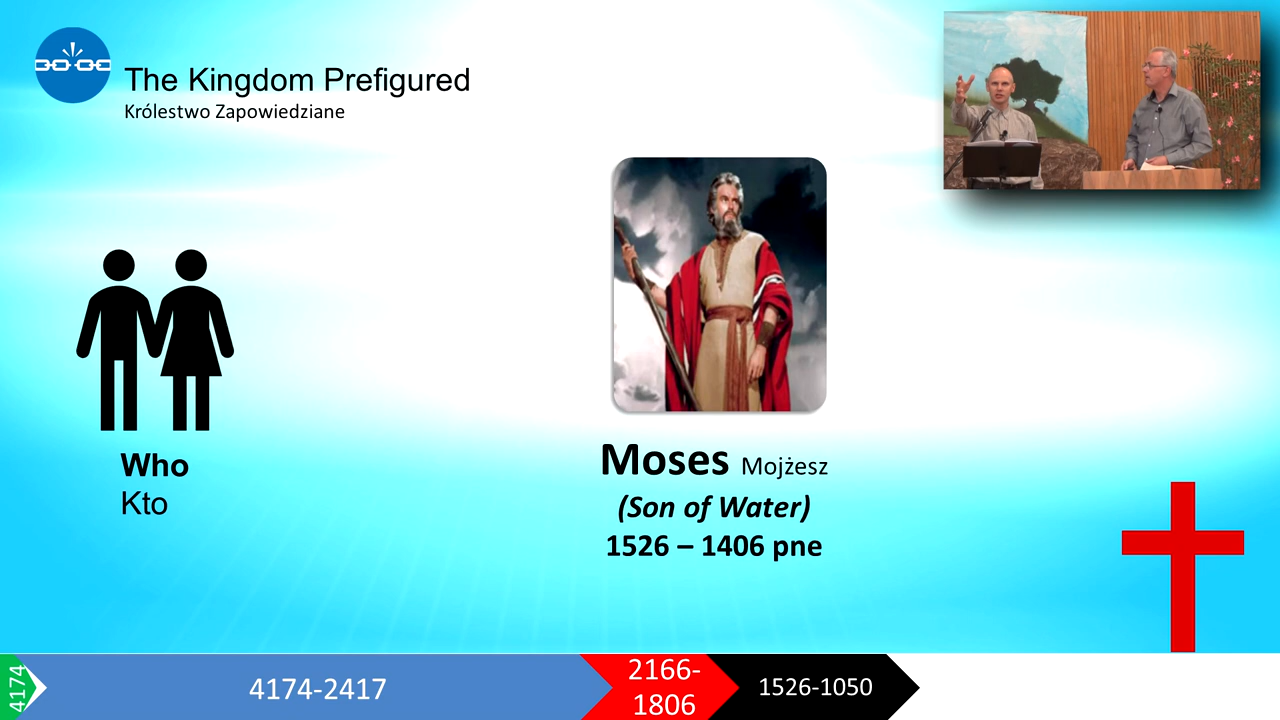 The Kingdom Prefigured
Królestwo Zapowiedziane
Who
Kto
Moses Mojżesz
(Son of Water)
1526 – 1406 pne
4174
4174-2417
2166-
1806
1526-1050